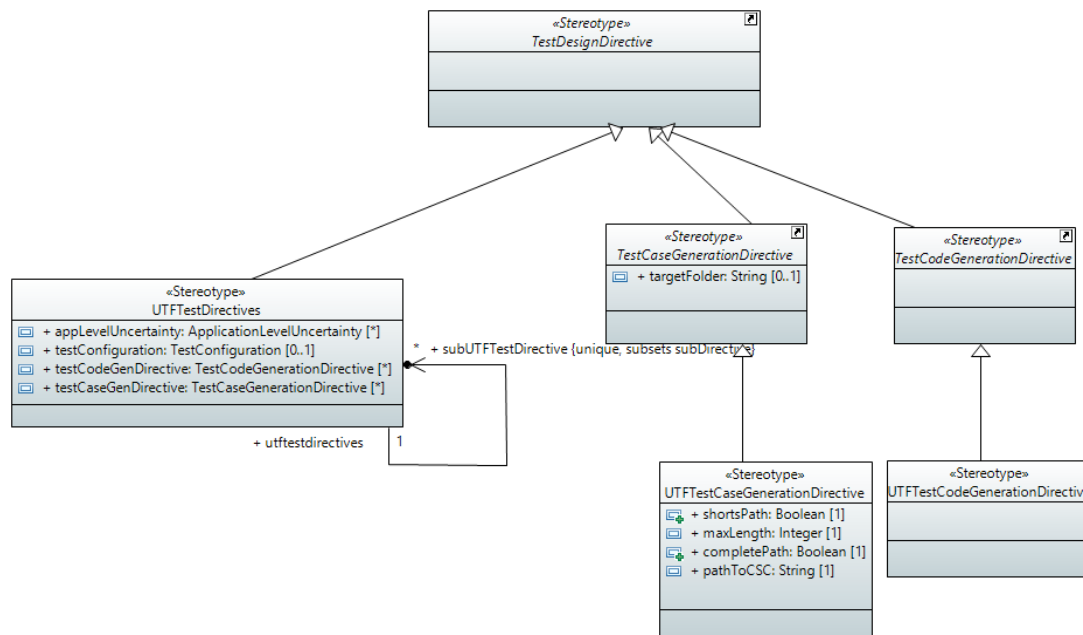 «Stereotype»
TestDesignDirective
«Stereotype»
TestCaseGenerationDirective
+ targetFolder: String [0..1]
«Stereotype»
TestCodeGenerationDirective
«Stereotype»
UTFTestDirectives
+ appLevelUncertainty: ApplicationLevelUncertainty [*]
+ testConfiguration: TestConfiguration [0..1]
+ testCodeGenDirective: TestCodeGenerationDirective [*]
+ testCaseGenDirective: TestCaseGenerationDirective [*]
* + subUTFTestDirective {unique, subsets subDirective}
+ utftestdirectives 1
«Stereotype»
UTFTestCaseGenerationDirective
+ shortsPath: Boolean [1]
+ maxLength: Integer [1]
+ completePath: Boolean [1]
+ pathToCSC: String [1]
«Stereotype»
UTFTestCodeGenerationDirectiv